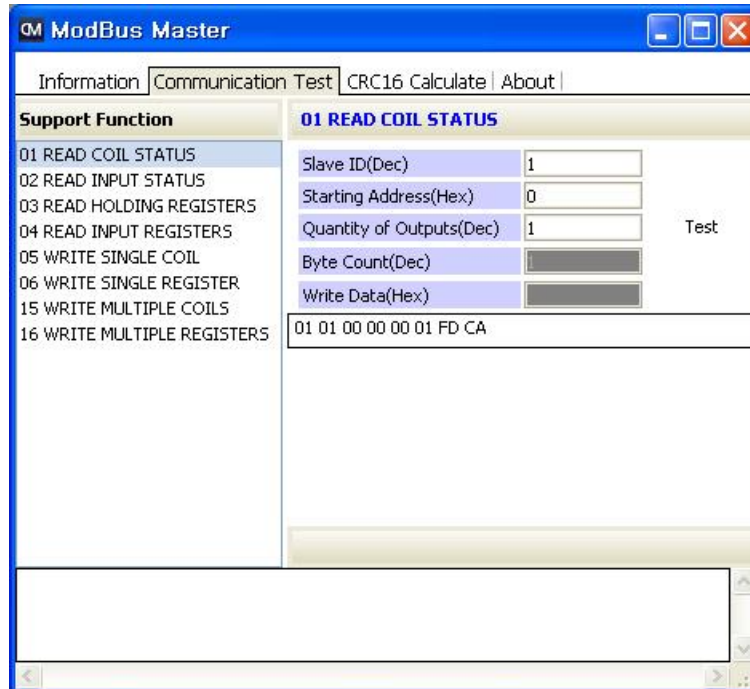 CM ModBus Master
Information Communication Test CRC16 Calculate About
Support Function
01 READ COIL STATUS
02 READ INPUT STATUS
03 READ HOLDING REGISTERS
04 READ INPUT REGISTERS
05 WRITE SINGLE COIL
06 WRITE SINGLE REGISTER
15 WRITE MULTIPLE COILS
16 WRITE MULTIPLE REGISTERS
01 READ COIL STATUS
Slave ID(Dec) 1
Starting Address(Hex) 0
Quantity of Outputs(Dec) 1 Test
Byte Count(Dec) 1
Write Data(Hex)
01 01 00 00 00 01 FD CA